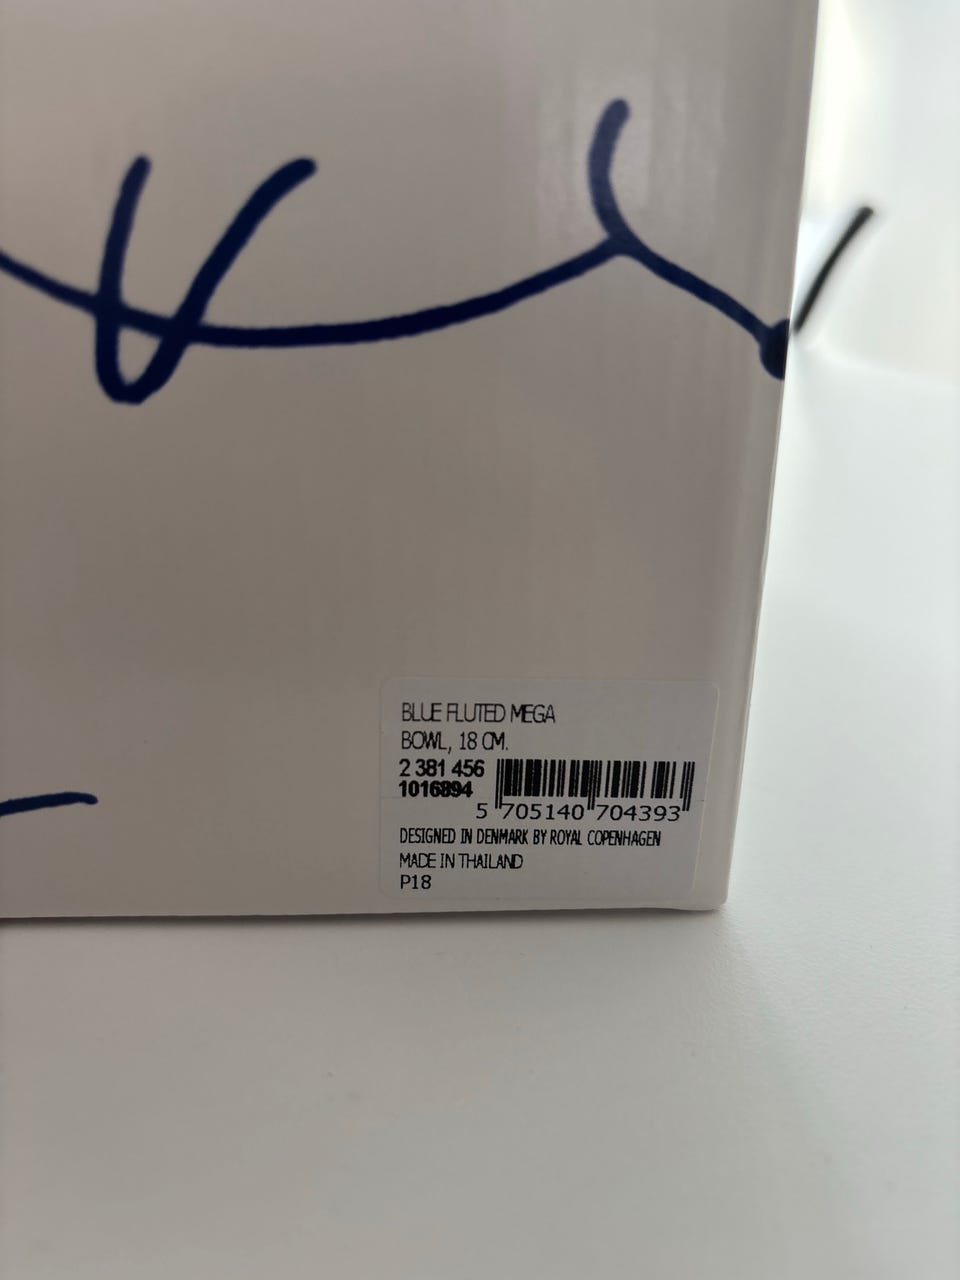 BLUE FLUTED MEGA
BOWL, 18 CM.
2 381 456
1016894
5 705140 704393
DESIGNED IN DENMARK BY ROYAL COPENHAGEN
MADE IN THAILAND
P18